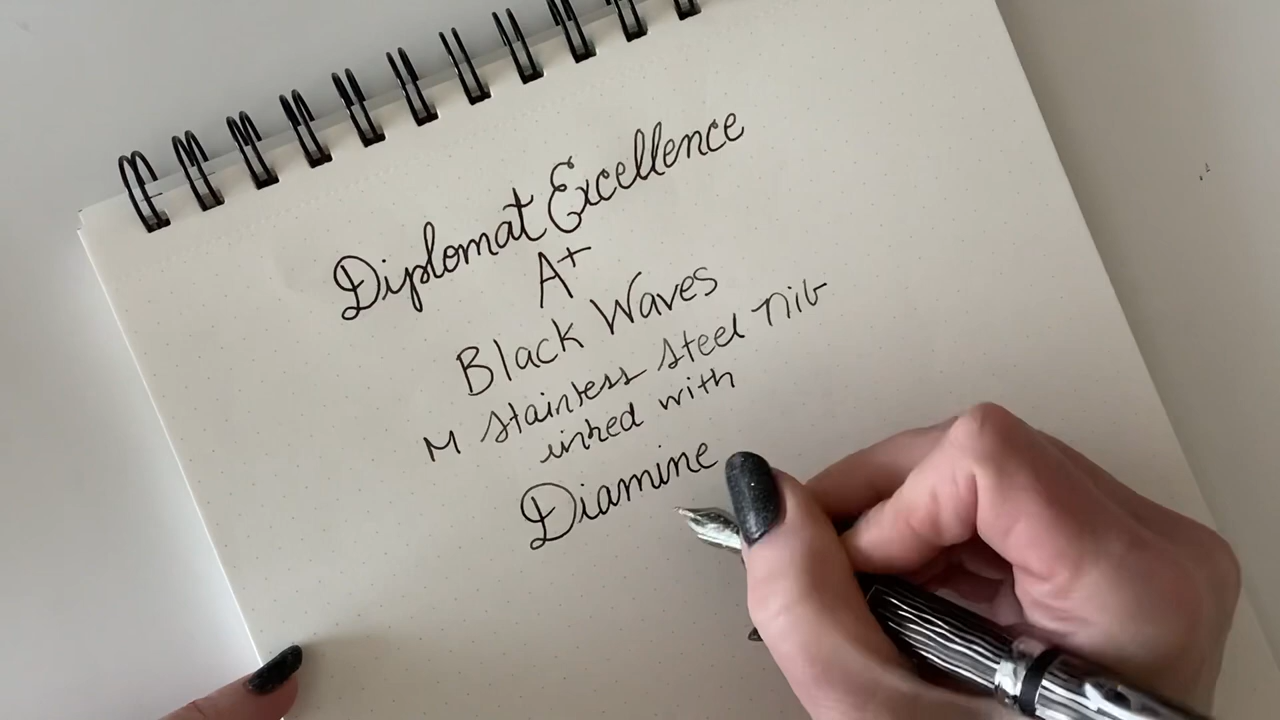 Diplomat Excellence
A+
Black Waves
M Stainless Steel nib
inked with
Diamine